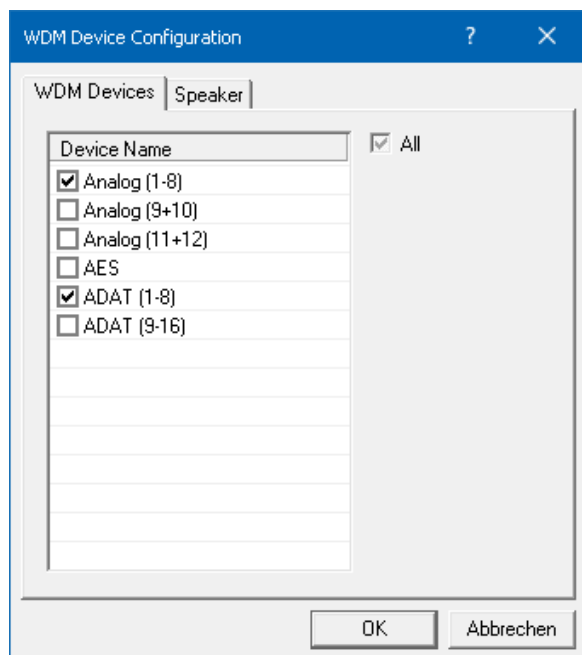 WDM Device Configuration ?
WDM Devices Speaker
Device Name All
Analog (1-8)
Analog (9+10)
Analog (11+12)
AES
ADAT (1-8)
ADAT (9-16)
OK Abbrechen